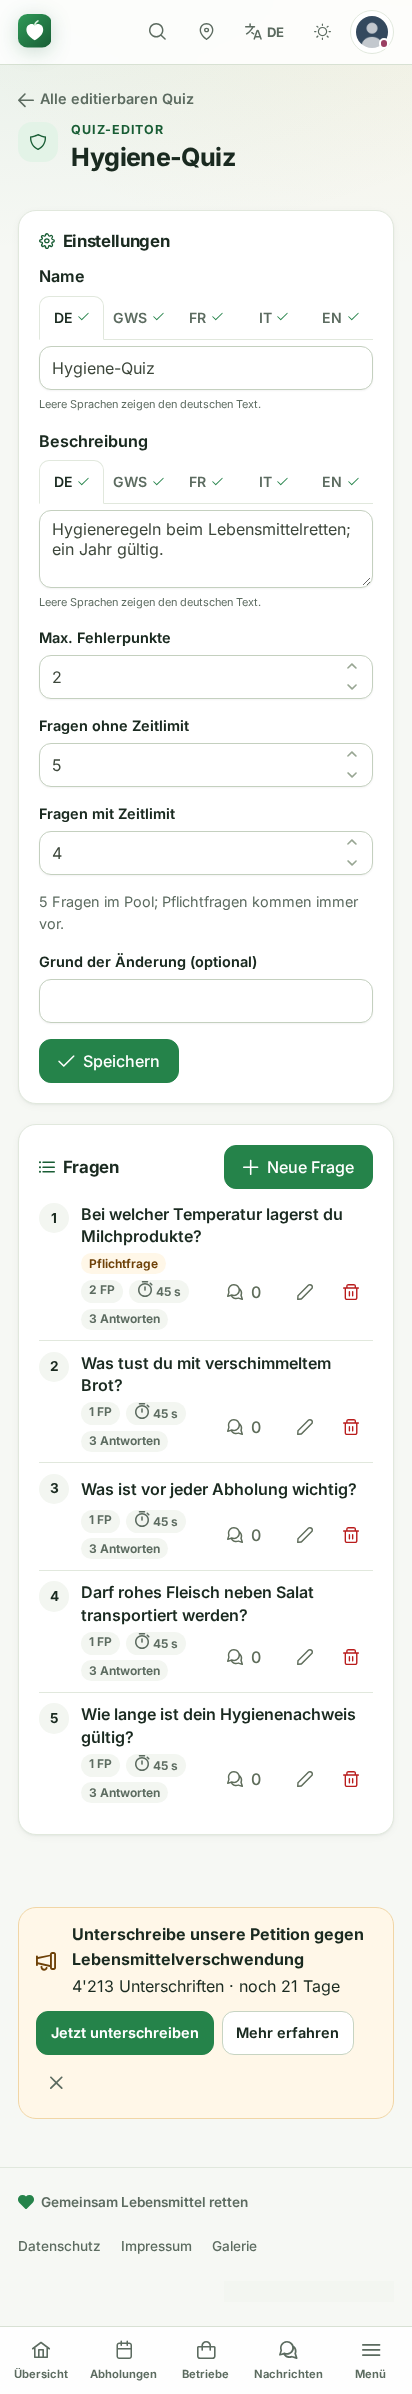 DE
Alle editierbaren Quiz
QUIZ-EDITOR
Hygiene-Quiz
Einstellungen
Name
DE GWS FR IT EN
Hygiene-Quiz
Leere Sprachen zeigen den deutschen Text.
Beschreibung
DE GWS FR IT EN
Hygieneregeln beim Lebensmittelretten;
ein Jahr gültig.
Leere Sprachen zeigen den deutschen Text.
Max. Fehlerpunkte
2
Fragen ohne Zeitlimit
5
Fragen mit Zeitlimit
4
5 Fragen im Pool; Pflichtfragen kommen immer
vor.
Grund der Änderung (optional)
Speichern
Fragen
Neue Frage
1
Bei welcher Temperatur lagerst du
Milchprodukte?
Pflichtfrage
2 FP 45 s 0
3 Antworten
2
Was tust du mit verschimmeltem
Brot?
1 FP 45 s 0
3 Antworten
3
Was ist vor jeder Abholung wichtig?
1 FP 45 s 0
3 Antworten
4
Darf rohes Fleisch neben Salat
transportiert werden?
1 FP 45 s 0
3 Antworten
5
Wie lange ist dein Hygienenachweis
gültig?
1 FP 45 s 0
3 Antworten
Unterschreibe unsere Petition gegen
Lebensmittelverschwendung
4'213 Unterschriften · noch 21 Tage
Jetzt unterschreiben Mehr erfahren
Gemeinsam Lebensmittel retten
Datenschutz Impressum Galerie
Übersicht Abholungen Betriebe Nachrichten Menü